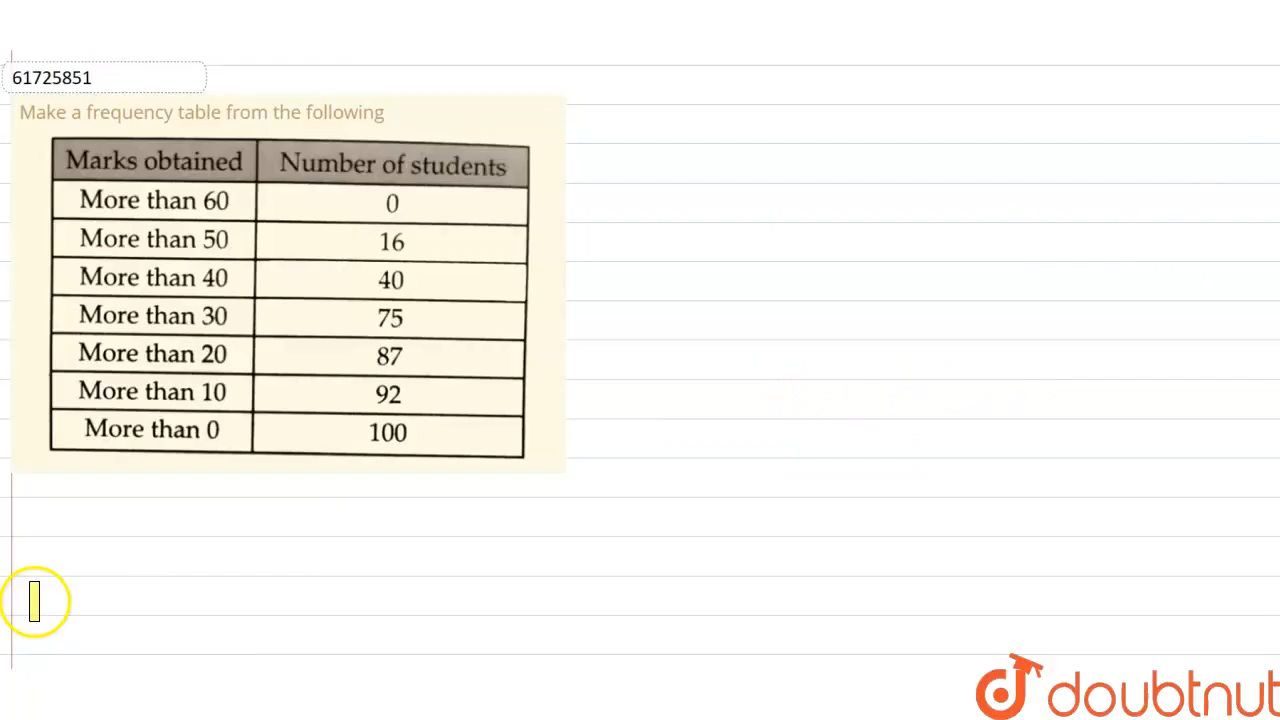 61725851
Make a frequency table from the following
Marks obtained Number of students
More than 60 0
More than 50 16
More than 40 40
More than 30 75
More than 20 87
More than 10 92
More than 0 100
doubtnut